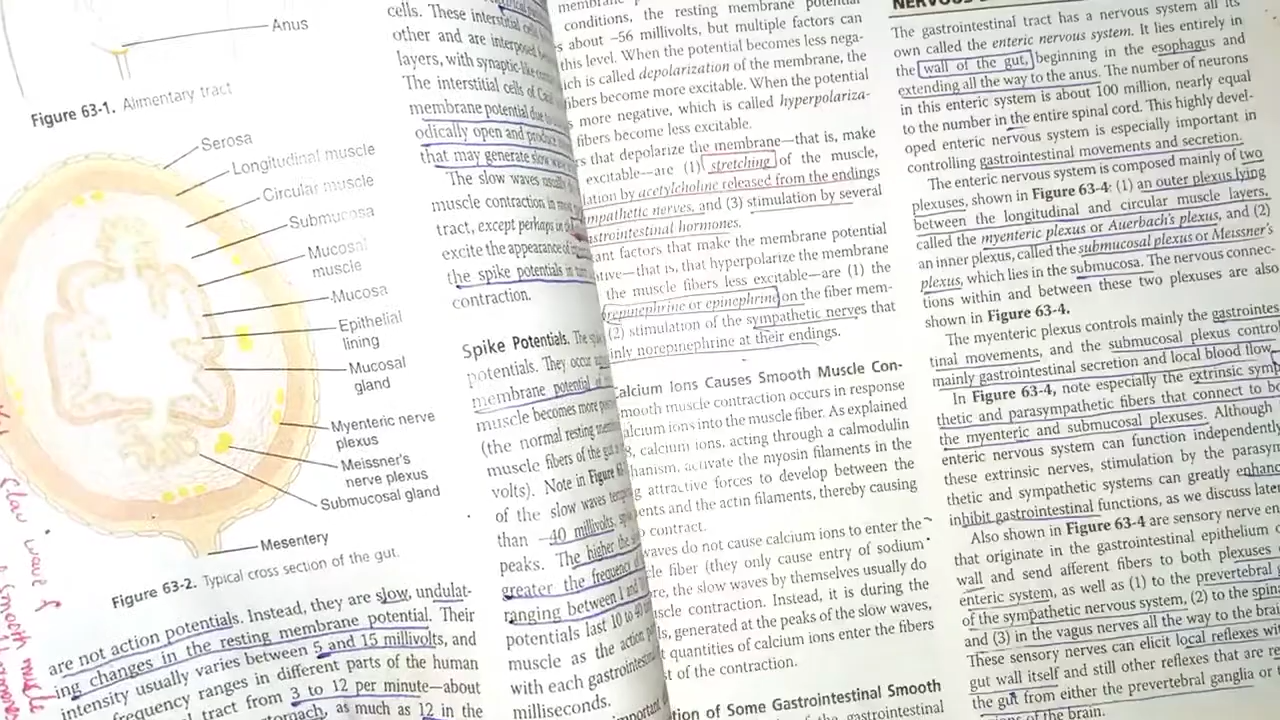 Anus
Figure 63-1. Alimentary tract
Serosa
Longitudinal muscle
Circular muscle
Submucosa
Mucosal
muscle
Mucosa
Epithelial
lining
Mucosal
gland
Myenteric nerve
plexus
Meissner's
nerve plexus
Submucosal gland
Mesentery
Figure 63-2. Typical cross section of the gut.
are not action potentials. Instead, they are slow, undulat-
ing changes in the resting membrane potential. Their
intensity usually varies between 5 and 15 millivolts, and
frequency ranges in different parts of the human
tract from 3 to 12 per minute—about
as much as 12 in the
cells. These interstitial
other and are interposed
layers, with synaptic-like
The interstitial cells of
membrane potential due
odically open and produce
that may generate slow wave
The slow waves usually
muscle contraction in
tract, except perhaps
excite the appearance of
the spike potentials in
contraction.
Spike Potentials. The
potentials. They occur
membrane potential of
muscle becomes more
(the normal resting
muscle fibers of the
volts). Note in Figure
of the slow waves
than −40 millivolts,
peaks. The higher the
greater the frequency
ranging between 1 and
potentials last 10 to 40
muscle as the action
with each gastrointestinal
milliseconds.
important
conditions, the resting membrane potential
about −56 millivolts, but multiple factors can
this level. When the potential becomes less nega-
ch is called depolarization of the membrane, the
fibers become more excitable. When the potential
more negative, which is called hyperpolariza-
fibers become less excitable.
s that depolarize the membrane—that is, make
excitable—are (1) stretching of the muscle,
ation by acetylcholine released from the endings
mpathetic nerves, and (3) stimulation by several
astrointestinal hormones.
ant factors that make the membrane potential
tive—that is, that hyperpolarize the membrane
the muscle fibers less excitable—are (1) the
repinephrine or epinephrine on the fiber mem-
(2) stimulation of the sympathetic nerves that
nly norepinephrine at their endings.
alcium Ions Causes Smooth Muscle Con-
mooth muscle contraction occurs in response
alcium ions into the muscle fiber. As explained
calcium ions, acting through a calmodulin
hanism, activate the myosin filaments in the
g attractive forces to develop between the
ents and the actin filaments, thereby causing
contract.
waves do not cause calcium ions to enter the
le fiber (they only cause entry of sodium
re, the slow waves by themselves usually do
scle contraction. Instead, it is during the
ls, generated at the peaks of the slow waves,
t quantities of calcium ions enter the fibers
st of the contraction.
tion of Some Gastrointestinal Smooth
The gastrointestinal tract has a nervous system all its
own called the enteric nervous system. It lies entirely in
the wall of the gut, beginning in the esophagus and
extending all the way to the anus. The number of neurons
in this enteric system is about 100 million, nearly equal
to the number in the entire spinal cord. This highly devel-
oped enteric nervous system is especially important in
controlling gastrointestinal movements and secretion.
The enteric nervous system is composed mainly of two
plexuses, shown in Figure 63-4: (1) an outer plexus lying
between the longitudinal and circular muscle layers,
called the myenteric plexus or Auerbach's plexus, and (2)
an inner plexus, called the submucosal plexus or Meissner's
plexus, which lies in the submucosa. The nervous connec-
tions within and between these two plexuses are also
shown in Figure 63-4.
The myenteric plexus controls mainly the gastrointes
tinal movements, and the submucosal plexus contro
mainly gastrointestinal secretion and local blood flow
In Figure 63-4, note especially the extrinsic symp
thetic and parasympathetic fibers that connect to bo
the myenteric and submucosal plexuses. Although
enteric nervous system can function independently
these extrinsic nerves, stimulation by the parasym
thetic and sympathetic systems can greatly enhanc
inhibit gastrointestinal functions, as we discuss later
Also shown in Figure 63-4 are sensory nerve en
that originate in the gastrointestinal epithelium o
wall and send afferent fibers to both plexuses
enteric system, as well as (1) to the prevertebral g
of the sympathetic nervous system, (2) to the spin
and (3) in the vagus nerves all the way to the brai
These sensory nerves can elicit local reflexes wi
gut wall itself and still other reflexes that are re
the gut from either the prevertebral ganglia or
of the brain.